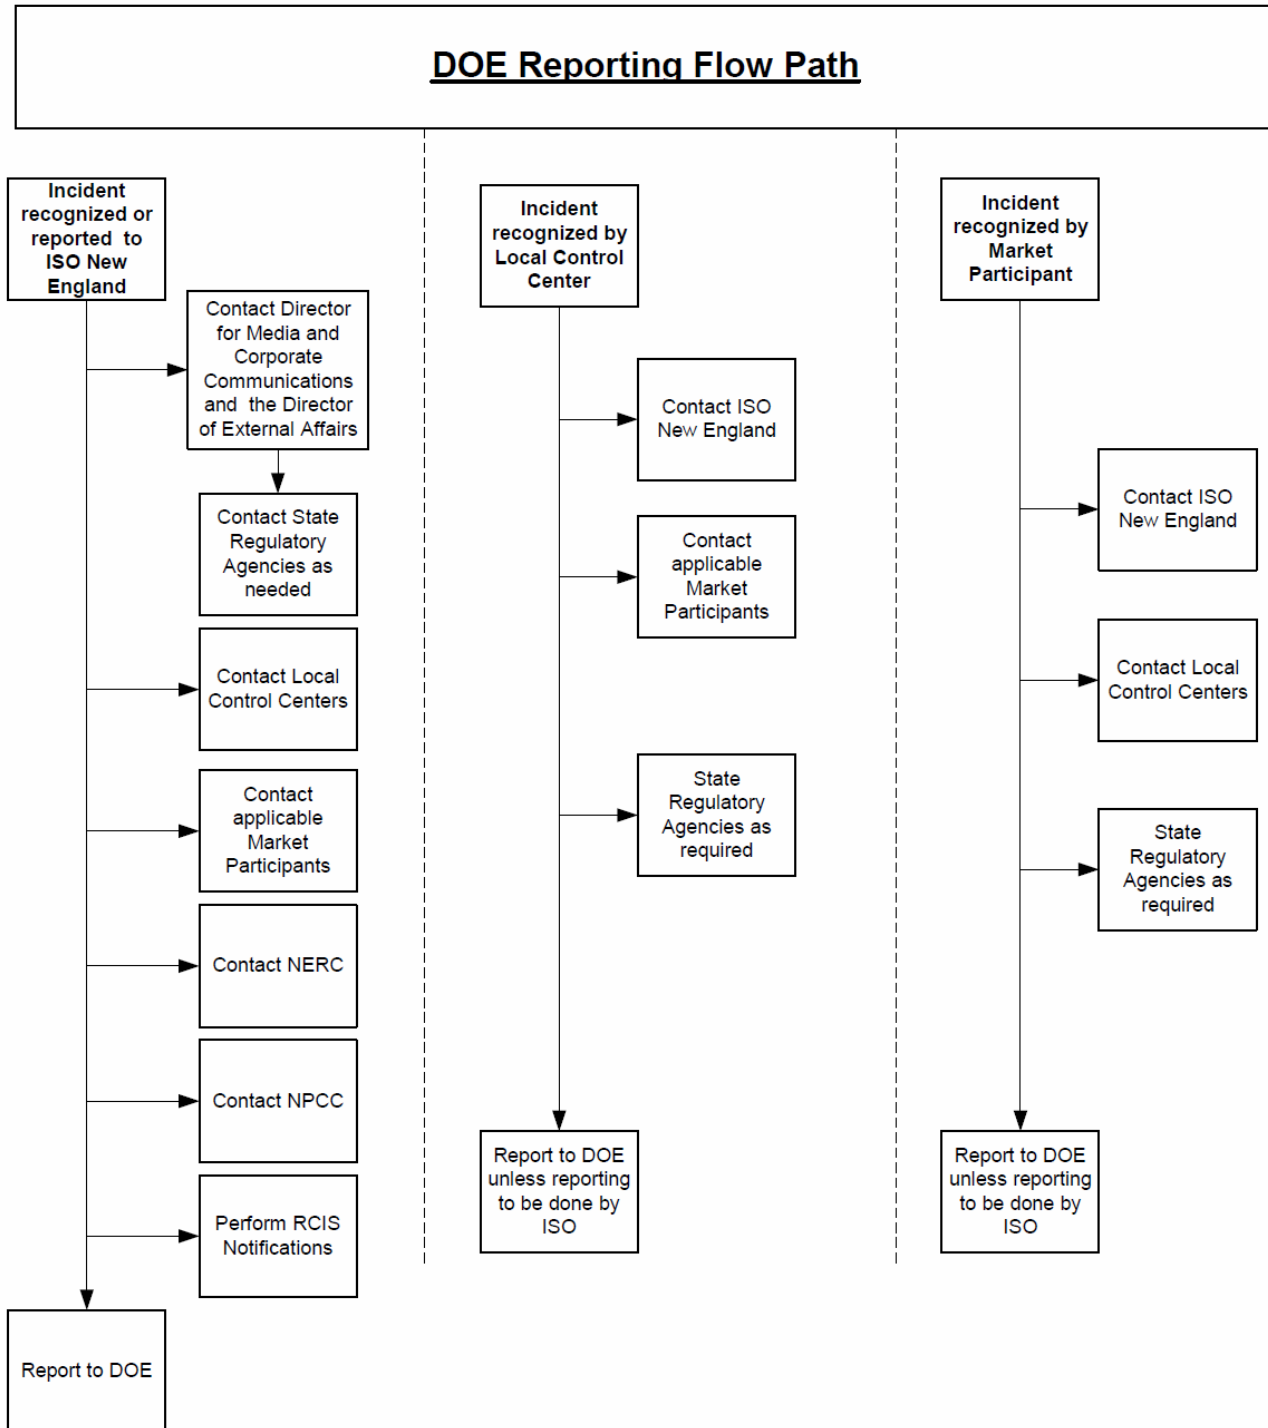 DOE Reporting Flow Path
Incident
recognized or
reported to
ISO New
England
Contact Director
for Media and
Corporate
Communications
and the Director
of External Affairs
Contact State
Regulatory
Agencies as
needed
Contact Local
Control Centers
Contact
applicable
Market
Participants
Contact NERC
Contact NPCC
Perform RCIS
Notifications
Report to DOE
Incident
recognized by
Local Control
Center
Contact ISO
New England
Contact
applicable
Market
Participants
State
Regulatory
Agencies as
required
Report to DOE
unless reporting
to be done by
ISO
Incident
recognized by
Market
Participant
Contact ISO
New England
Contact Local
Control Centers
State
Regulatory
Agencies as
required
Report to DOE
unless reporting
to be done by
ISO